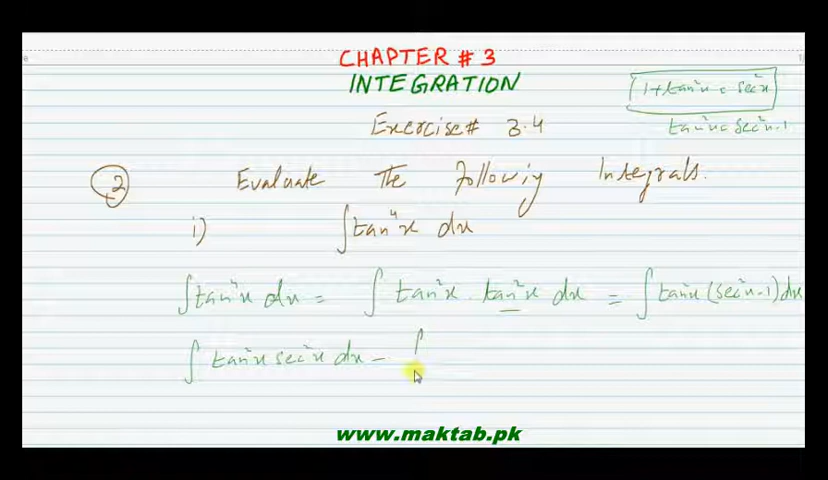 CHAPTER # 3
INTEGRATION
1+tan²x = sec²x
tan²x = sec²x-1
Exercise# 3.4
2 Evaluate The Followiy Integrals.
i) ∫tan⁴x dx
∫tan⁴x dx = ∫ tan²x . tan²x dx = ∫tan²x (sec²x-1) dx
∫ tan²x sec²x dx - ∫
www.maktab.pk